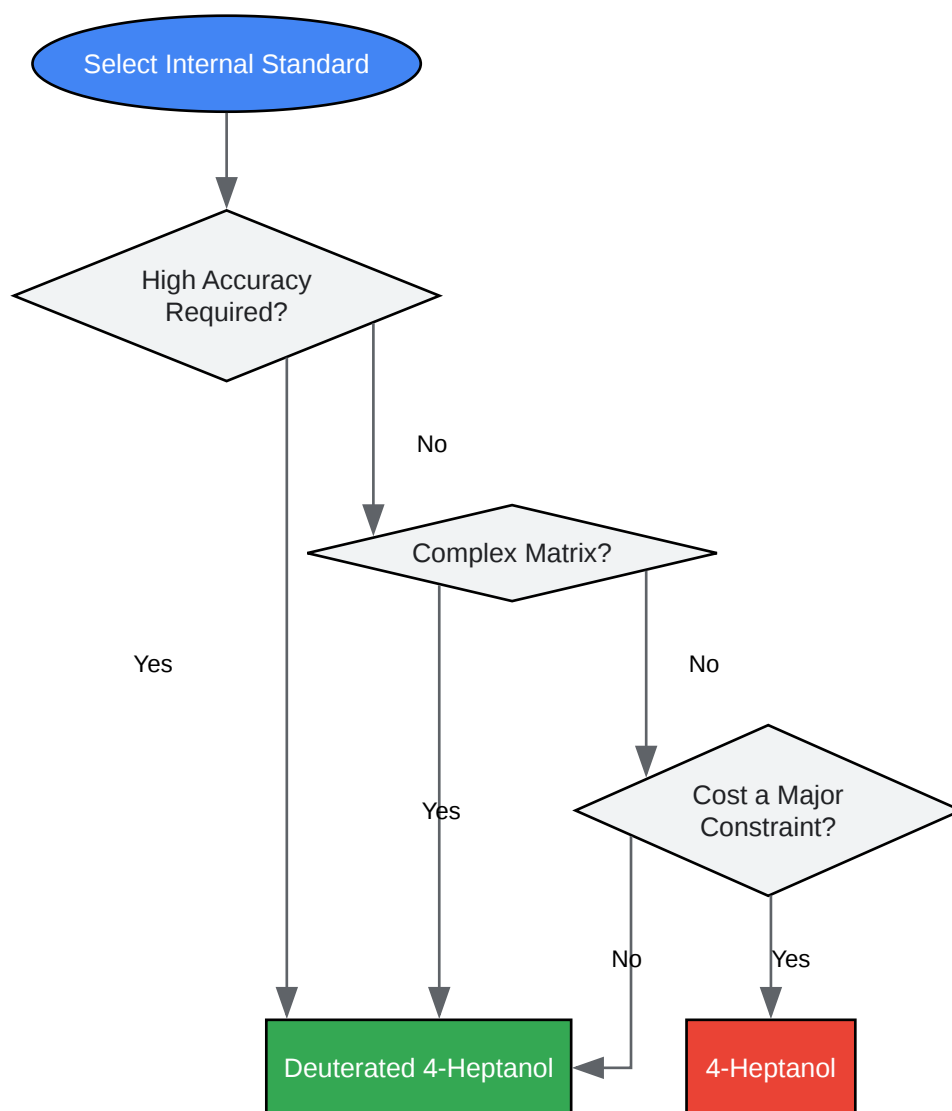 Select Internal Standard
High Accuracy
Required?
No
Complex Matrix?
Yes
No
Cost a Major
Constraint?
Yes
No
Yes
Deuterated 4-Heptanol
4-Heptanol